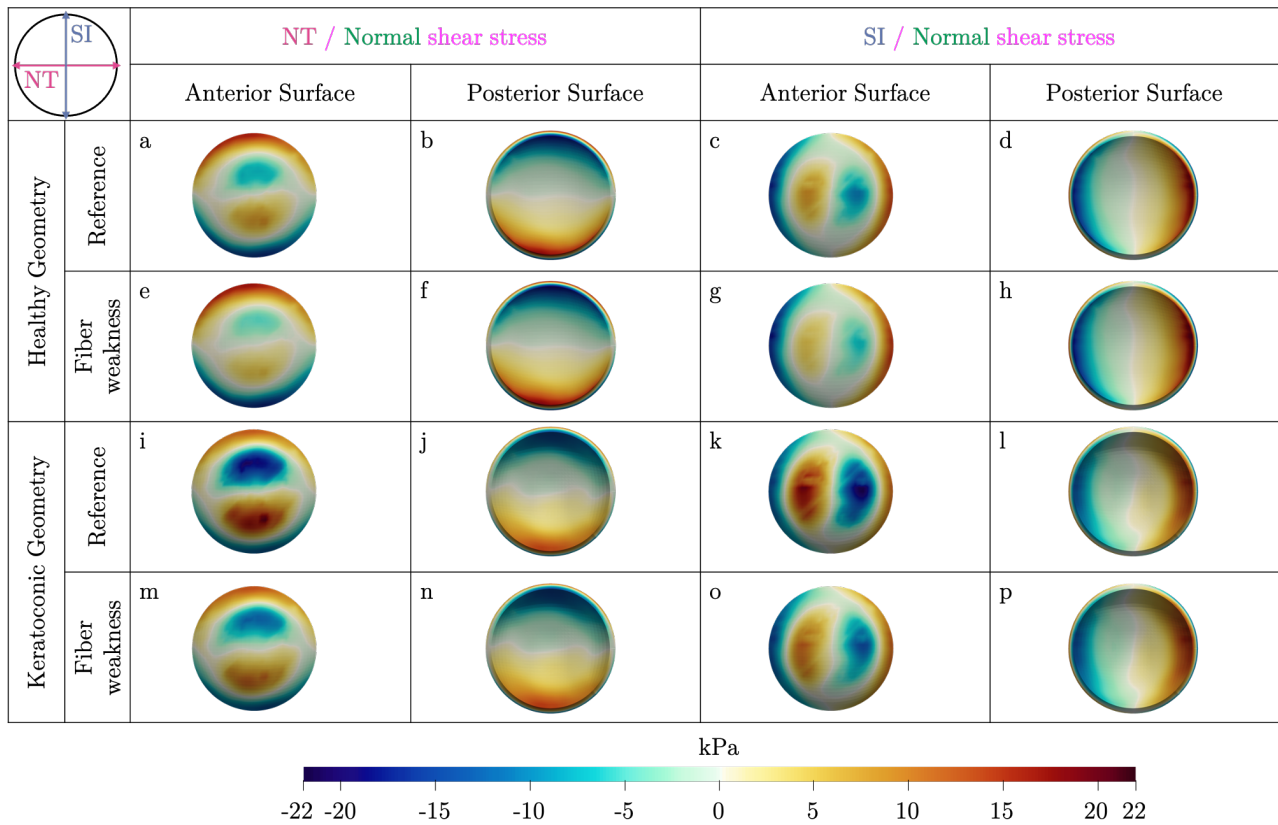 SI
NT
NT / Normal shear stress
SI / Normal shear stress
Anterior Surface
Posterior Surface
Anterior Surface
Posterior Surface
Healthy Geometry
Reference
a
b
c
d
Fiber
weakness
e
f
g
h
Keratoconic Geometry
Reference
i
j
k
l
Fiber
weakness
m
n
o
p
kPa
-22 -20 -15 -10 -5 0 5 10 15 20 22